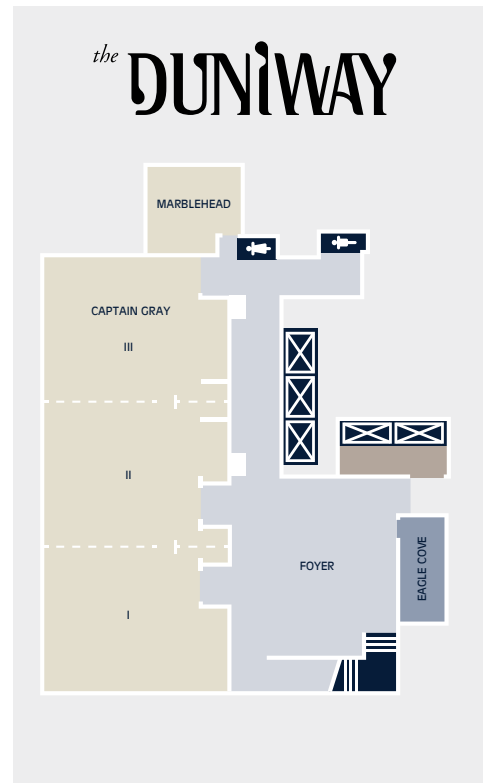 the
DUNiWAY
MARBLEHEAD
CAPTAIN GRAY
III
II
FOYER
EAGLE COVE
I